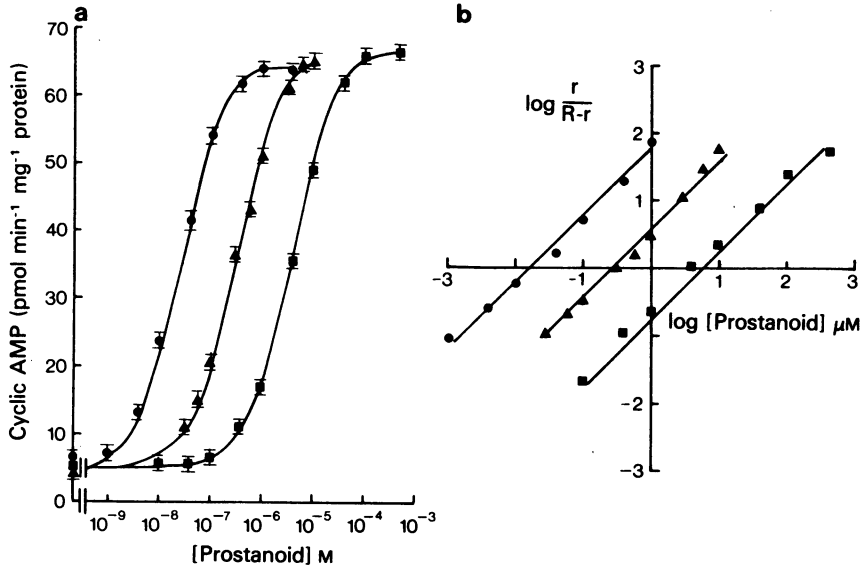 a
Cyclic AMP (pmol min⁻¹ mg⁻¹ protein)
70
60
50
40
30
20
10
0
10⁻⁹ 10⁻⁸ 10⁻⁷ 10⁻⁶ 10⁻⁵ 10⁻⁴ 10⁻³
[Prostanoid] M
b
log r/R-r
3
2
1
-3 -1 1 2 3
log [Prostanoid] µM
-2
-3